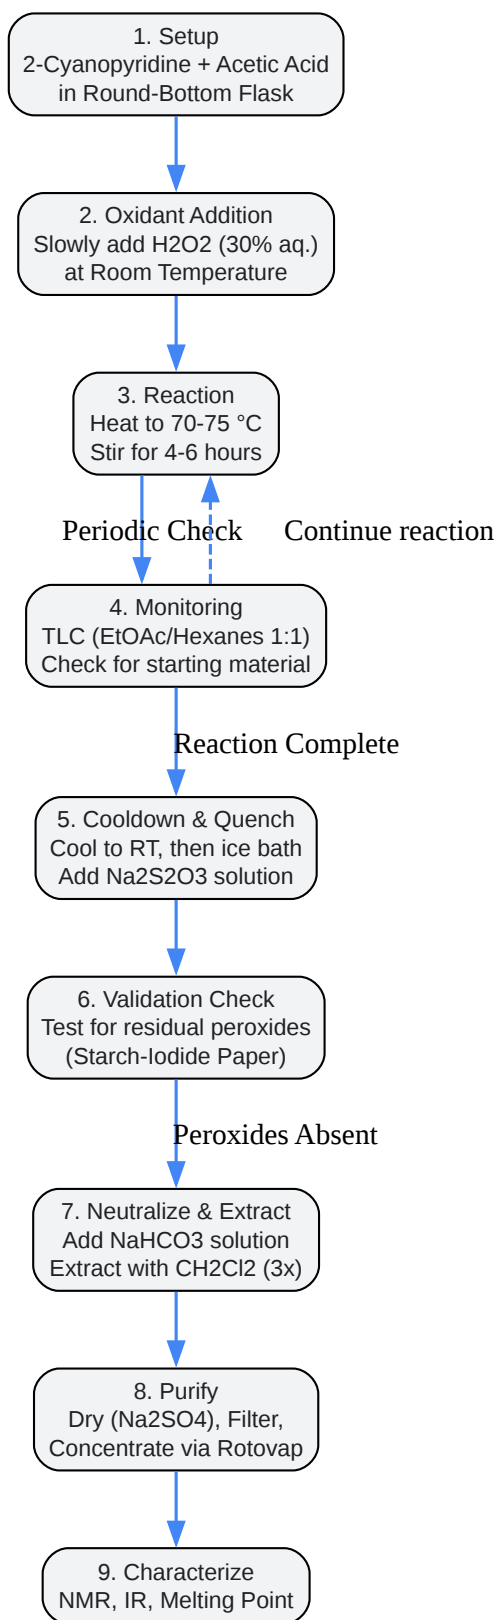 1. Setup
2-Cyanopyridine + Acetic Acid
in Round-Bottom Flask
2. Oxidant Addition
Slowly add H2O2 (30% aq.)
at Room Temperature
3. Reaction
Heat to 70-75 °C
Stir for 4-6 hours
Periodic Check
Continue reaction
4. Monitoring
TLC (EtOAc/Hexanes 1:1)
Check for starting material
Reaction Complete
5. Cooldown & Quench
Cool to RT, then ice bath
Add Na2S2O3 solution
6. Validation Check
Test for residual peroxides
(Starch-Iodide Paper)
Peroxides Absent
7. Neutralize & Extract
Add NaHCO3 solution
Extract with CH2Cl2 (3x)
8. Purify
Dry (Na2SO4), Filter,
Concentrate via Rotovap
9. Characterize
NMR, IR, Melting Point